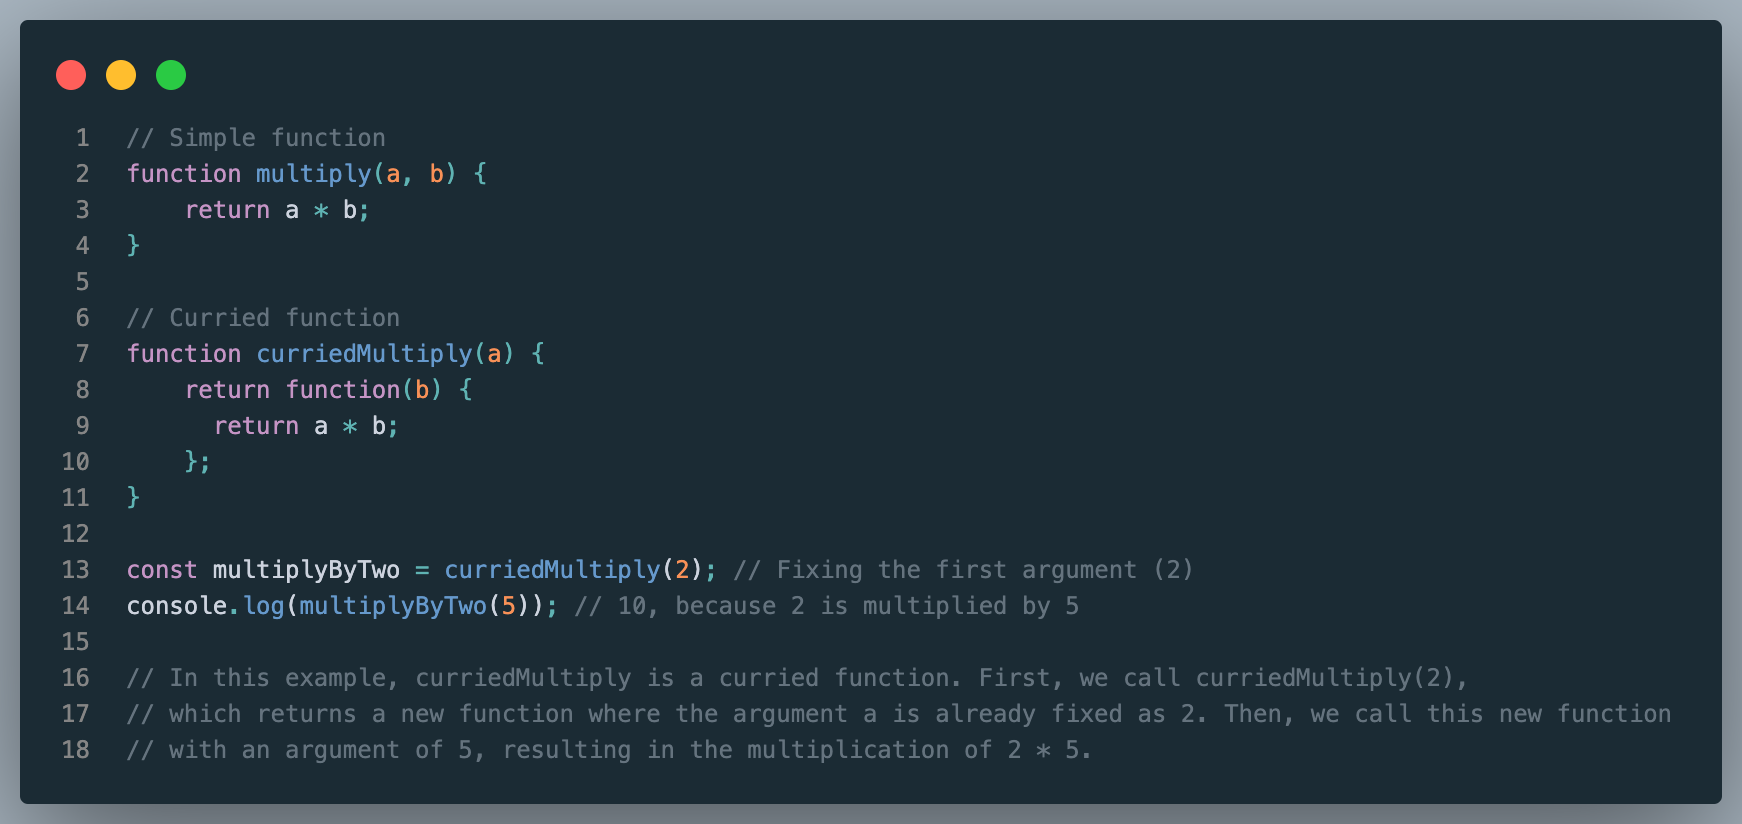 1 // Simple function
2 function multiply(a, b) {
3     return a * b;
4 }
5
6 // Curried function
7 function curriedMultiply(a) {
8     return function(b) {
9       return a * b;
10     };
11 }
12
13 const multiplyByTwo = curriedMultiply(2); // Fixing the first argument (2)
14 console.log(multiplyByTwo(5)); // 10, because 2 is multiplied by 5
15
16 // In this example, curriedMultiply is a curried function. First, we call curriedMultiply(2),
17 // which returns a new function where the argument a is already fixed as 2. Then, we call this new function
18 // with an argument of 5, resulting in the multiplication of 2 * 5.